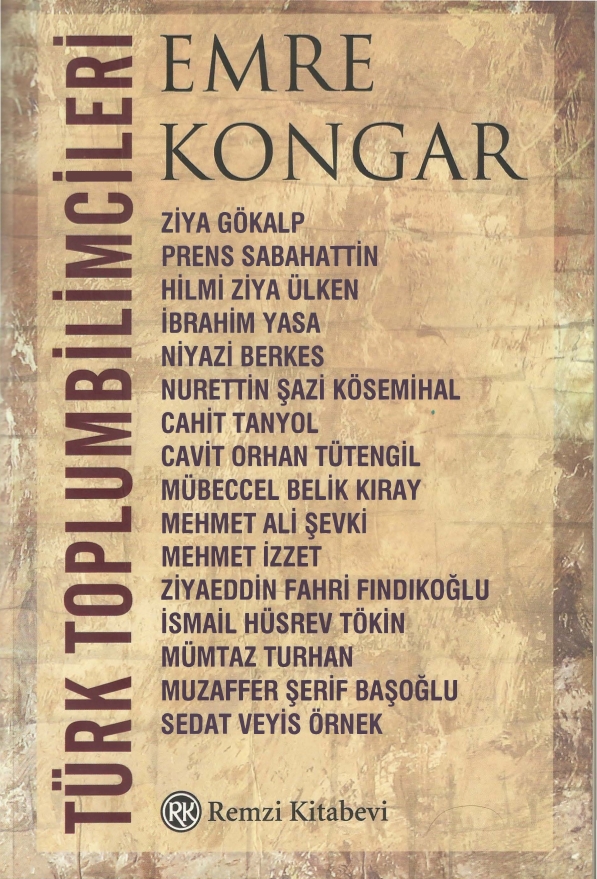 TÜRK TOPLUMBİLİMCİLERİ
EMRE
KONGAR
ZİYA GÖKALP
PRENS SABAHATTİN
HİLMİ ZİYA ÜLKEN
İBRAHİM YASA
NİYAZİ BERKES
NURETTİN ŞAZİ KÖSEMİHAL
CAHİT TANYOL
CAVİT ORHAN TÜTENGİL
MÜBECCEL BELİK KIRAY
MEHMET ALİ ŞEVKİ
MEHMET İZZET
ZİYAEDDİN FAHRİ FINDIKOĞLU
İSMAİL HÜSREV TÖKİN
MÜMTAZ TURHAN
MUZAFFER ŞERİF BAŞOĞLU
SEDAT VEYİS ÖRNEK
RK Remzi Kitabevi